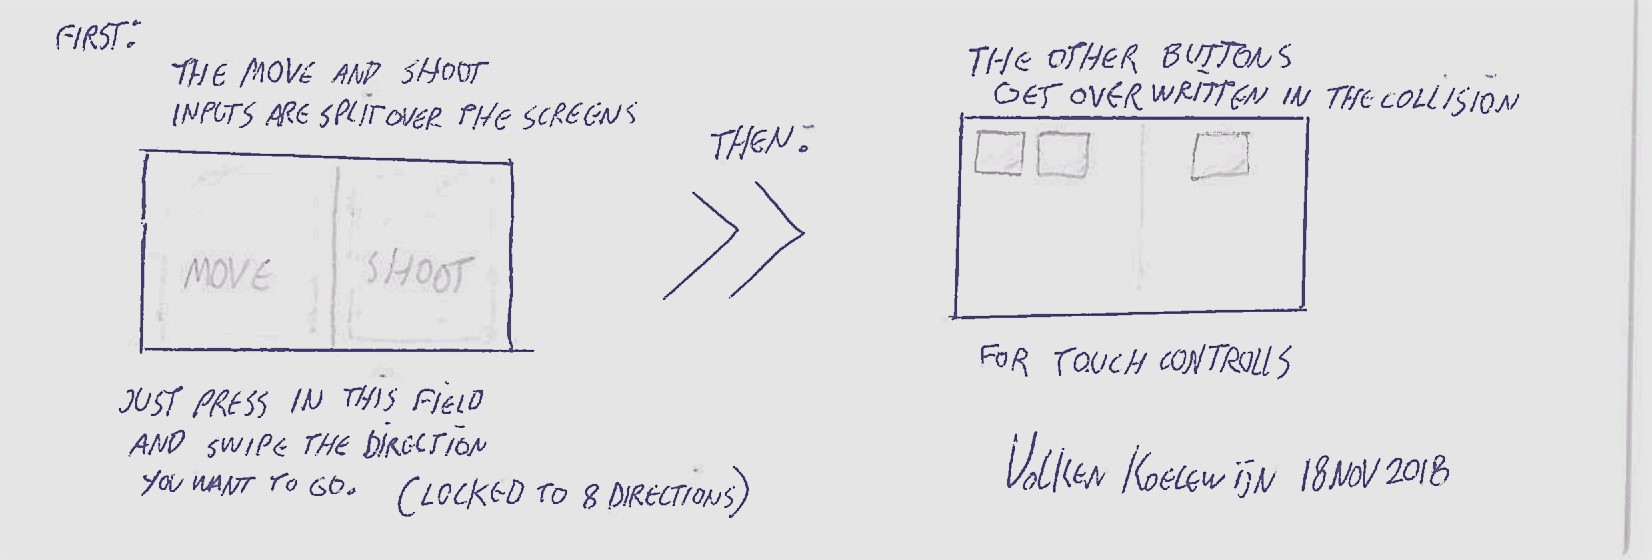 FIRST:
THE MOVE AND SHOOT
INPUTS ARE SPLIT OVER THE SCREENS
MOVE
SHOOT
JUST PRESS IN THIS FIELD
AND SWIPE THE DIRECTION
YOU WANT TO GO. (LOCKED TO 8 DIRECTIONS)
THEN:
THE OTHER BUTTONS
GET OVERWRITTEN IN THE COLLISION
FOR TOUCH CONTROLLS
VOLKEN KOELEWIJN 18 NOV 2018